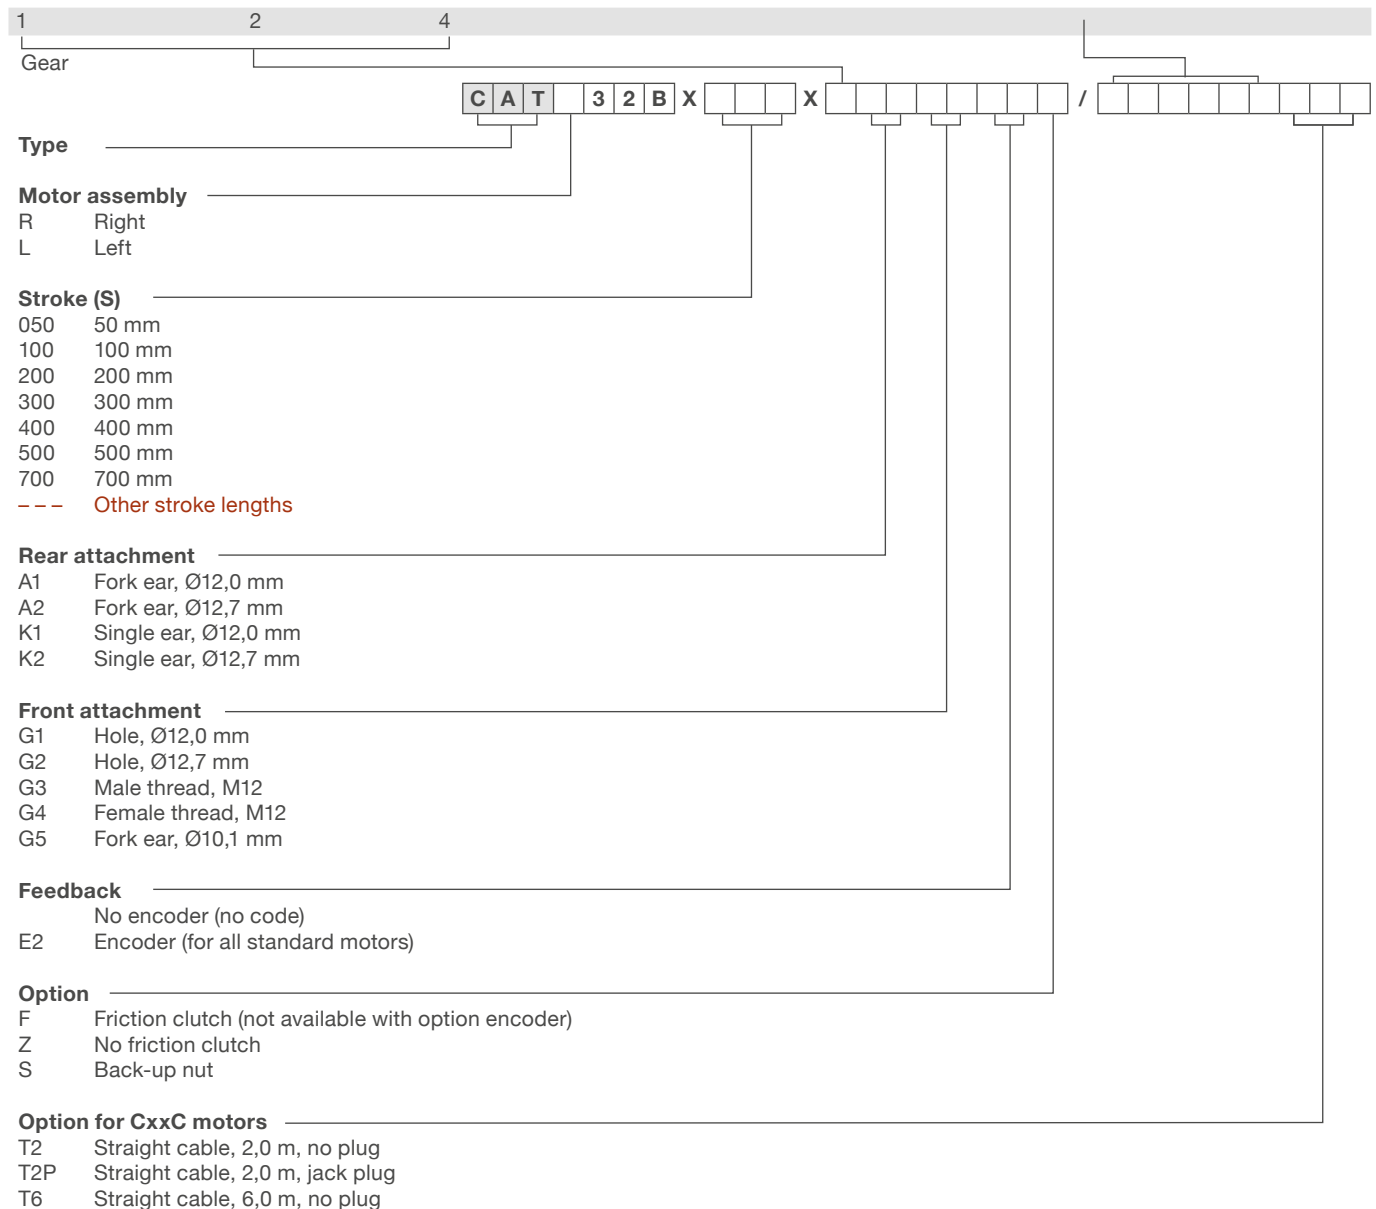 1 2 4
Gear
C A T 3 2 B X X /
Type
Motor assembly
R Right
L Left
Stroke (S)
050 50 mm
100 100 mm
200 200 mm
300 300 mm
400 400 mm
500 500 mm
700 700 mm
– – – Other stroke lengths
Rear attachment
A1 Fork ear, Ø12,0 mm
A2 Fork ear, Ø12,7 mm
K1 Single ear, Ø12,0 mm
K2 Single ear, Ø12,7 mm
Front attachment
G1 Hole, Ø12,0 mm
G2 Hole, Ø12,7 mm
G3 Male thread, M12
G4 Female thread, M12
G5 Fork ear, Ø10,1 mm
Feedback
No encoder (no code)
E2 Encoder (for all standard motors)
Option
F Friction clutch (not available with option encoder)
Z No friction clutch
S Back-up nut
Option for CxxC motors
T2 Straight cable, 2,0 m, no plug
T2P Straight cable, 2,0 m, jack plug
T6 Straight cable, 6,0 m, no plug